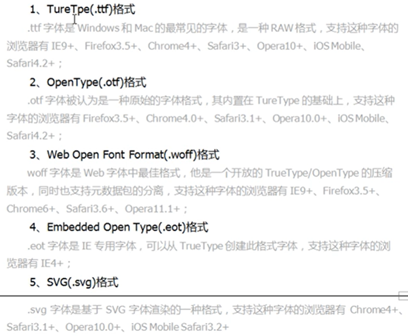 1、TureTpe(.ttf)格式
.ttf 字体是 Windows 和 Mac 的最常见的字体，是一种 RAW 格式，支持这种字体的
浏览器有 IE9+、Firefox3.5+、Chrome4+、Safari3+、Opera10+、iOS Mobile、
Safari4.2+；
2、OpenType(.otf)格式
.otf 字体被认为是一种原始的字体格式，其内置在 TureType 的基础上，支持这种
字体的浏览器有 Firefox3.5+、Chrome4.0+、Safari3.1+、Opera10.0+、iOS Mobile、
Safari4.2+；
3、Web Open Font Format(.woff)格式
woff 字体是 Web 字体中最佳格式，他是一个开放的 TrueType/OpenType 的压缩
版本，同时也支持元数据包的分离，支持这种字体的浏览器有 IE9+、Firefox3.5+、
Chrome6+、Safari3.6+、Opera11.1+；
4、Embedded Open Type(.eot)格式
.eot 字体是 IE 专用字体，可以从 TrueType 创建此格式字体，支持这种字体的浏
览器有 IE4+；
5、SVG(.svg)格式
.svg 字体是基于 SVG 字体渲染的一种格式，支持这种字体的浏览器有 Chrome4+、
Safari3.1+、Opera10.0+、iOS Mobile Safari3.2+